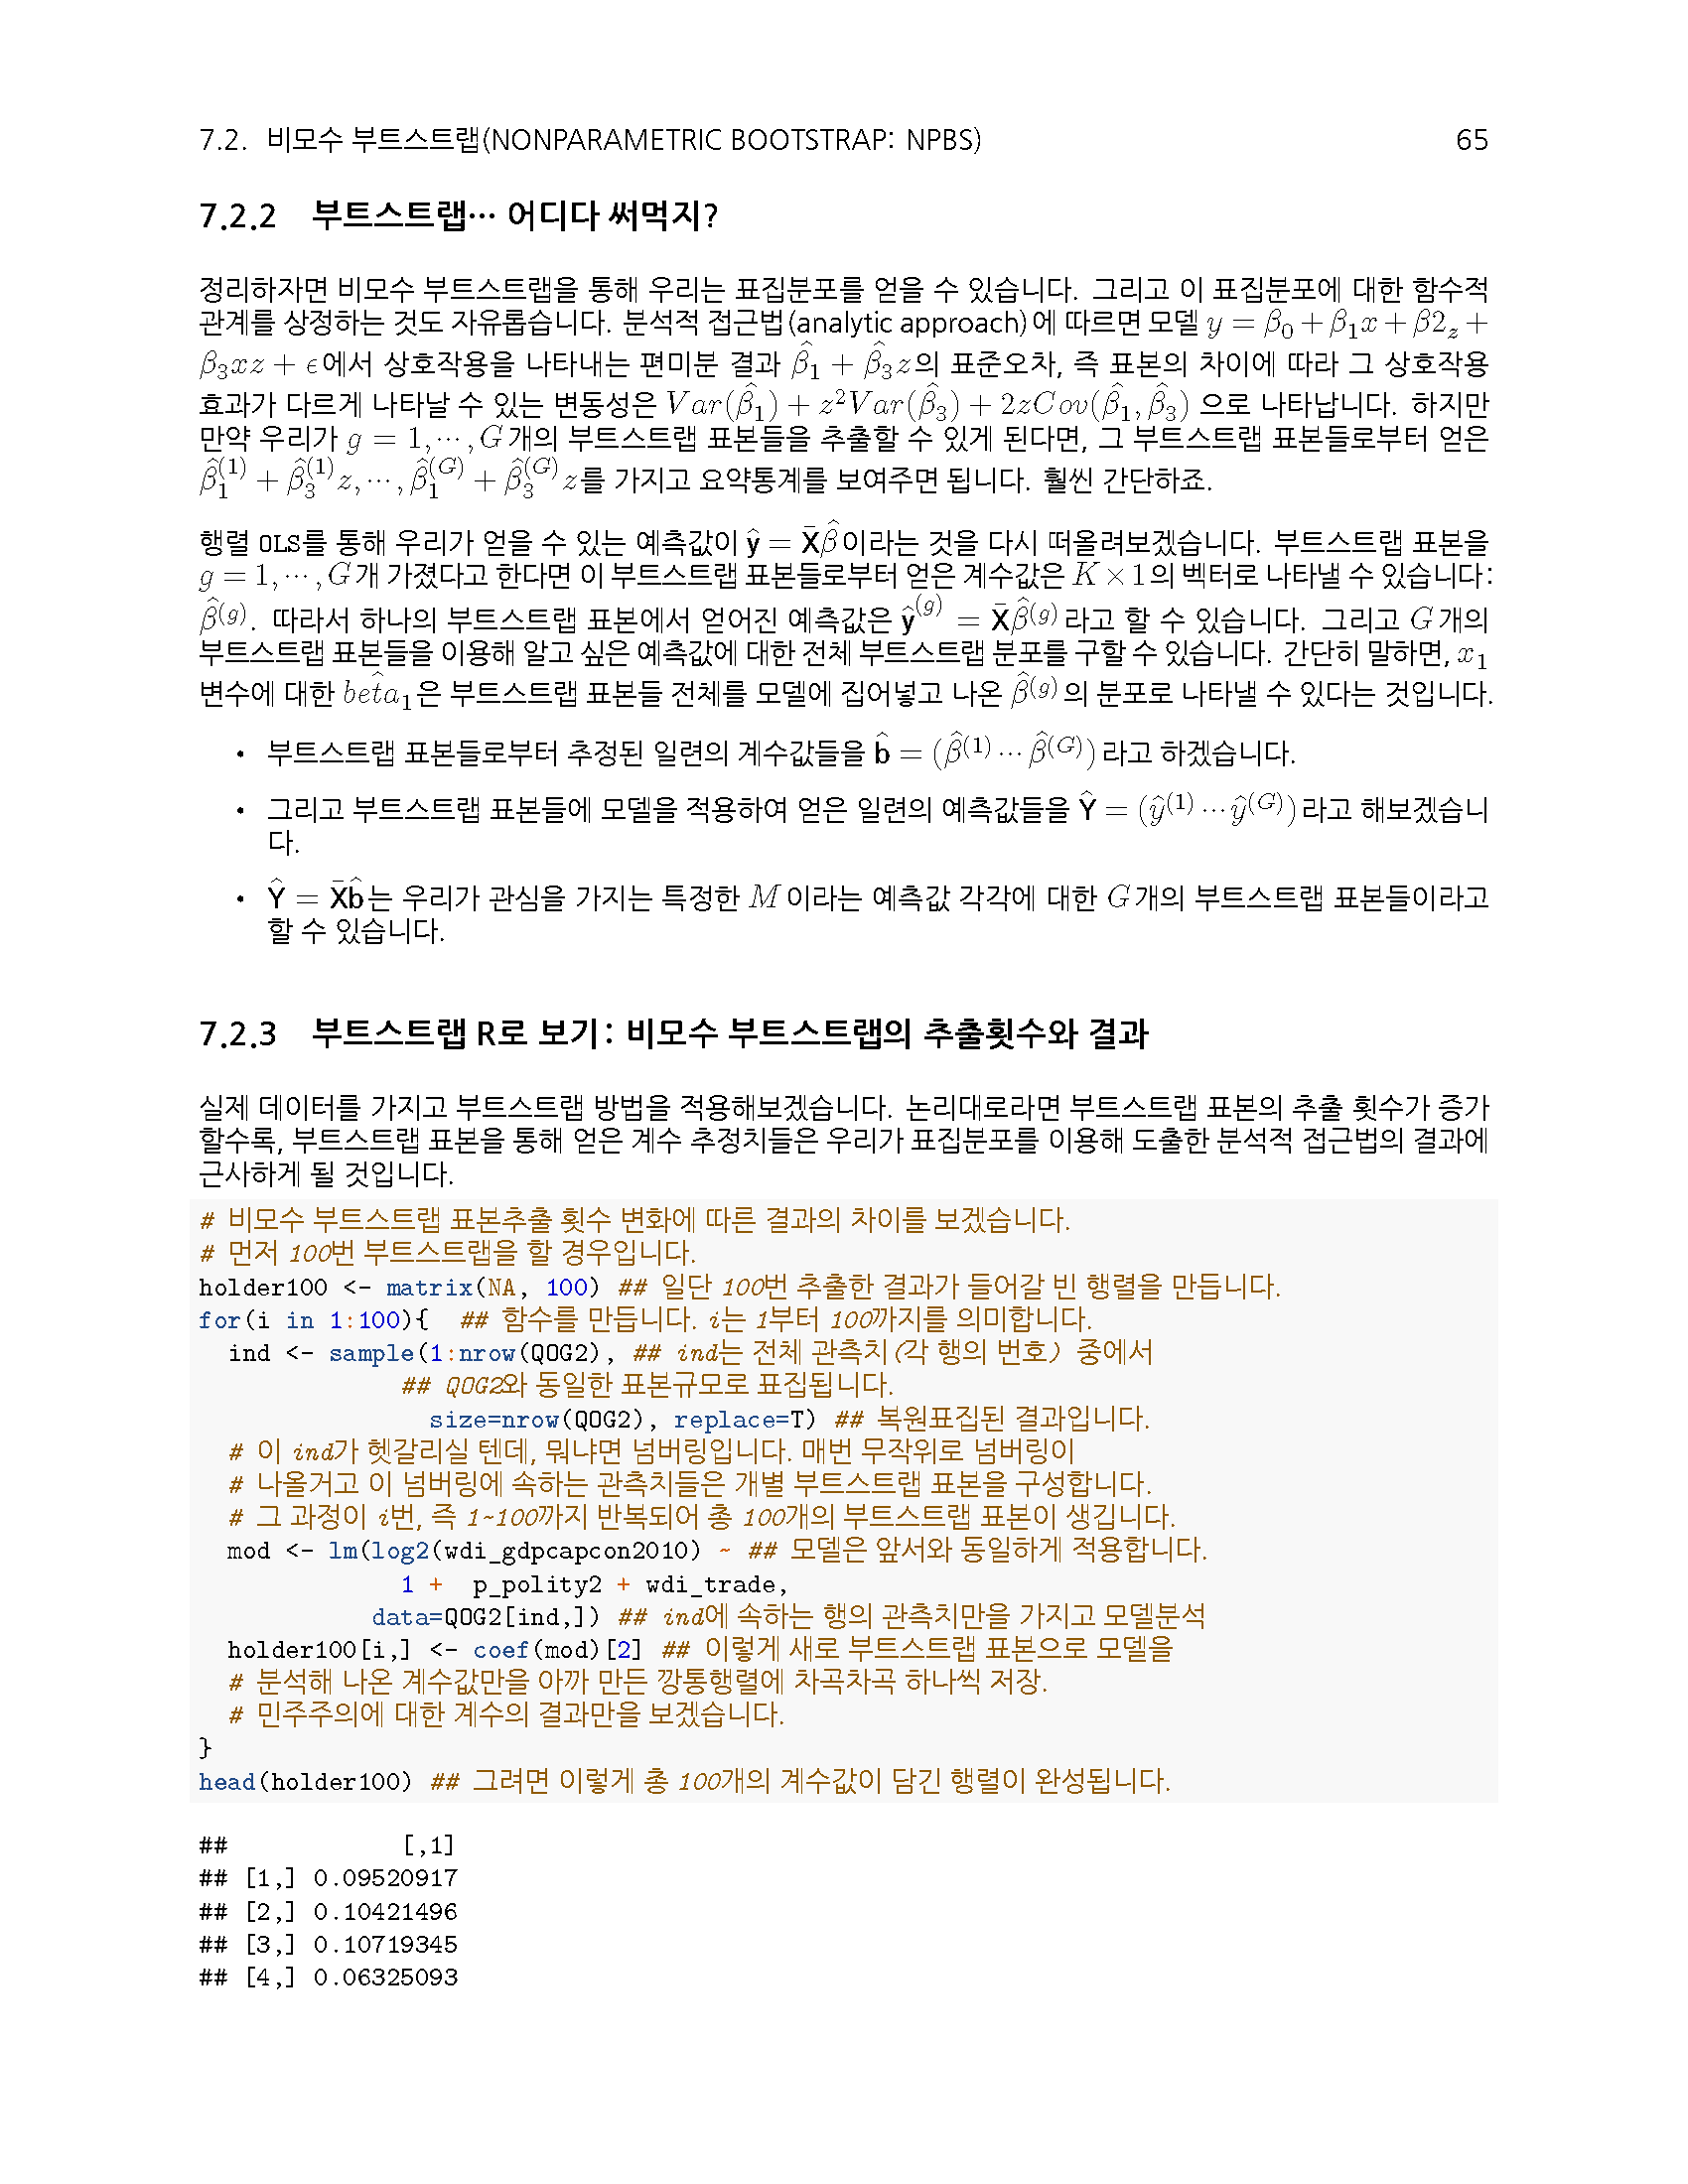 7.2. 비모수 부트스트랩(NONPARAMETRIC BOOTSTRAP: NPBS) 65
7.2.2 부트스트랩… 어디다 써먹지?
정리하자면 비모수 부트스트랩을 통해 우리는 표집분포를 얻을 수 있습니다. 그리고 이 표집분포에 대한 함수적
관계를 상정하는 것도 자유롭습니다. 분석적 접근법(analytic approach)에 따르면 모델 $y = \beta_0 + \beta_1 x + \beta 2_z +$
$\beta_3 xz + \epsilon$에서 상호작용을 나타내는 편미분 결과 $\hat{\beta_1} + \hat{\beta_3}z$의 표준오차, 즉 표본의 차이에 따라 그 상호작용
효과가 다르게 나타날 수 있는 변동성은 $Var(\hat{\beta_1}) + z^2 Var(\hat{\beta_3}) + 2zCov(\hat{\beta_1}, \hat{\beta_3})$ 으로 나타납니다. 하지만
만약 우리가 $g = 1, \cdots, G$개의 부트스트랩 표본들을 추출할 수 있게 된다면, 그 부트스트랩 표본들로부터 얻은
$\hat{\beta}_1^{(1)} + \hat{\beta}_3^{(1)}z, \cdots, \hat{\beta}_1^{(G)} + \hat{\beta}_3^{(G)}z$를 가지고 요약통계를 보여주면 됩니다. 훨씬 간단하죠.
행렬 OLS를 통해 우리가 얻을 수 있는 예측값이 $\hat{\mathbf{y}} = \bar{\mathbf{X}}\hat{\beta}$이라는 것을 다시 떠올려보겠습니다. 부트스트랩 표본을
$g = 1, \cdots, G$개 가졌다고 한다면 이 부트스트랩 표본들로부터 얻은 계수값은 $K \times 1$의 벡터로 나타낼 수 있습니다:
$\hat{\beta}^{(g)}$. 따라서 하나의 부트스트랩 표본에서 얻어진 예측값은 $\hat{\mathbf{y}}^{(g)} = \bar{\mathbf{X}}\hat{\beta}^{(g)}$라고 할 수 있습니다. 그리고 $G$개의
부트스트랩 표본들을 이용해 알고 싶은 예측값에 대한 전체 부트스트랩 분포를 구할 수 있습니다. 간단히 말하면, $x_1$
변수에 대한 $\hat{beta}_1$은 부트스트랩 표본들 전체를 모델에 집어넣고 나온 $\hat{\beta}^{(g)}$의 분포로 나타낼 수 있다는 것입니다.
• 부트스트랩 표본들로부터 추정된 일련의 계수값들을 $\hat{\mathbf{b}} = (\hat{\beta}^{(1)} \cdots \hat{\beta}^{(G)})$라고 하겠습니다.
• 그리고 부트스트랩 표본들에 모델을 적용하여 얻은 일련의 예측값들을 $\hat{\mathbf{Y}} = (\hat{y}^{(1)} \cdots \hat{y}^{(G)})$라고 해보겠습니
다.
• $\hat{\mathbf{Y}} = \bar{\mathbf{X}}\hat{\mathbf{b}}$는 우리가 관심을 가지는 특정한 $M$이라는 예측값 각각에 대한 $G$개의 부트스트랩 표본들이라고
할 수 있습니다.
7.2.3 부트스트랩 R로 보기: 비모수 부트스트랩의 추출횟수와 결과
실제 데이터를 가지고 부트스트랩 방법을 적용해보겠습니다. 논리대로라면 부트스트랩 표본의 추출 횟수가 증가
할수록, 부트스트랩 표본을 통해 얻은 계수 추정치들은 우리가 표집분포를 이용해 도출한 분석적 접근법의 결과에
근사하게 될 것입니다.
# 비모수 부트스트랩 표본추출 횟수 변화에 따른 결과의 차이를 보겠습니다.
# 먼저 100번 부트스트랩을 할 경우입니다.
holder100 <- matrix(NA, 100) ## 일단 100번 추출한 결과가 들어갈 빈 행렬을 만듭니다.
for(i in 1:100){ ## 함수를 만듭니다. i는 1부터 100까지를 의미합니다.
ind <- sample(1:nrow(QOG2), ## ind는 전체 관측치(각 행의 번호) 중에서
## QOG2와 동일한 표본규모로 표집됩니다.
size=nrow(QOG2), replace=T) ## 복원표집된 결과입니다.
# 이 ind가 헷갈리실 텐데, 뭐냐면 넘버링입니다. 매번 무작위로 넘버링이
# 나올거고 이 넘버링에 속하는 관측치들은 개별 부트스트랩 표본을 구성합니다.
# 그 과정이 i번, 즉 1~100까지 반복되어 총 100개의 부트스트랩 표본이 생깁니다.
mod <- lm(log2(wdi_gdpcapcon2010) ~ ## 모델은 앞서와 동일하게 적용합니다.
1 + p_polity2 + wdi_trade,
data=QOG2[ind,]) ## ind에 속하는 행의 관측치만을 가지고 모델분석
holder100[i,] <- coef(mod)[2] ## 이렇게 새로 부트스트랩 표본으로 모델을
# 분석해 나온 계수값만을 아까 만든 깡통행렬에 차곡차곡 하나씩 저장.
# 민주주의에 대한 계수의 결과만을 보겠습니다.
}
head(holder100) ## 그려면 이렇게 총 100개의 계수값이 담긴 행렬이 완성됩니다.
## [,1]
## [1,] 0.09520917
## [2,] 0.10421496
## [3,] 0.10719345
## [4,] 0.06325093